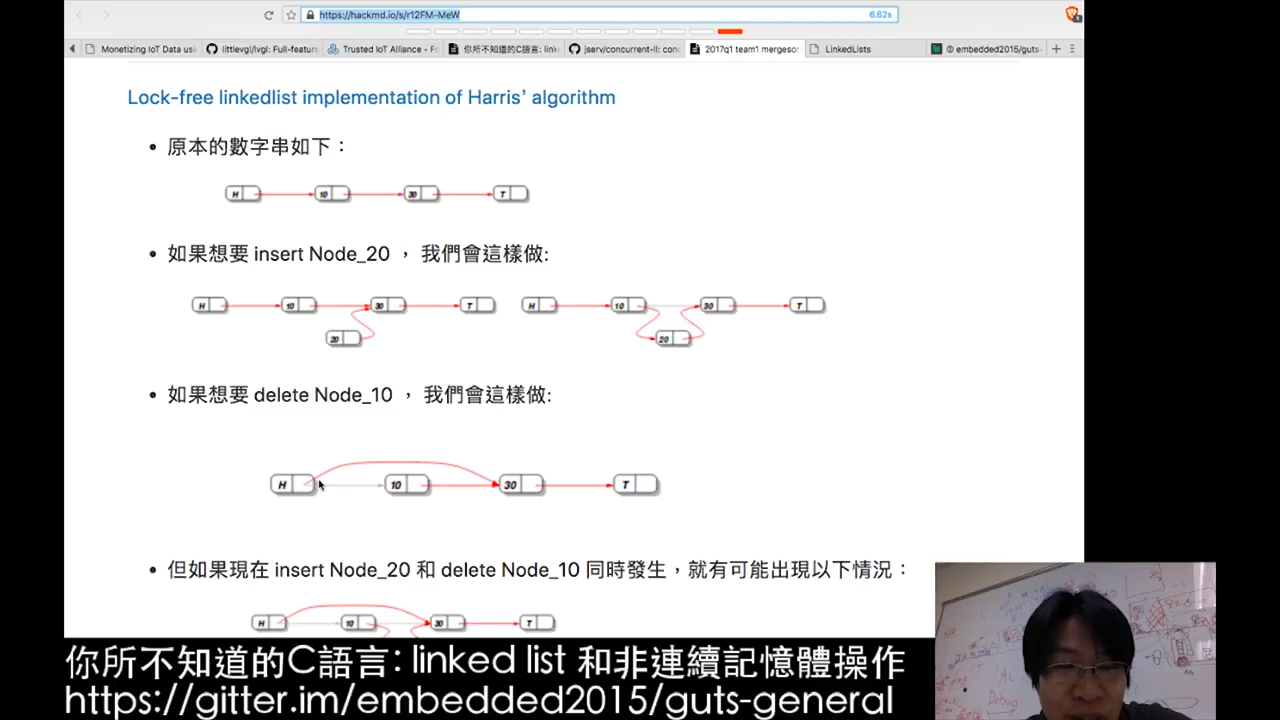 https://hackmd.io/s/r12FM-MeW
6.62s
Monetizing IoT Data usi
littlevgl/lvgl: Full-feature
Trusted IoT Alliance - Fo
你所不知道的C語言: link
jserv/concurrent-ll: conc
2017q1 team1 mergesor
LinkedLists
embedded2015/guts-
Lock-free linkedlist implementation of Harris’ algorithm
• 原本的數字串如下：
H 10 30 T
• 如果想要 insert Node_20 ， 我們會這樣做:
H 10 30 T H 10 30 T
20 20
• 如果想要 delete Node_10 ， 我們會這樣做:
H 10 30 T
• 但如果現在 insert Node_20 和 delete Node_10 同時發生，就有可能出現以下情況：
H 10 30 T
Debug
你所不知道的C語言: linked list 和非連續記憶體操作
https://gitter.im/embedded2015/guts-general